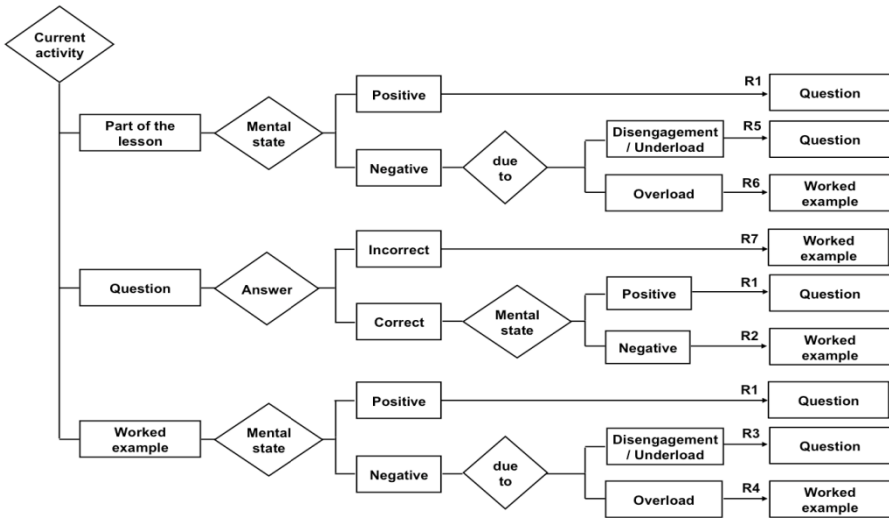 Current
activity
Part of the
lesson
Mental
state
Positive
R1
Question
Negative
due
to
Disengagement
/ Underload
R5
Question
Overload
R6
Worked
example
Question
Answer
Incorrect
R7
Worked
example
Correct
Mental
state
Positive
R1
Question
Negative
R2
Worked
example
Worked
example
Mental
state
Positive
R1
Question
Negative
due
to
Disengagement
/ Underload
R3
Question
Overload
R4
Worked
example